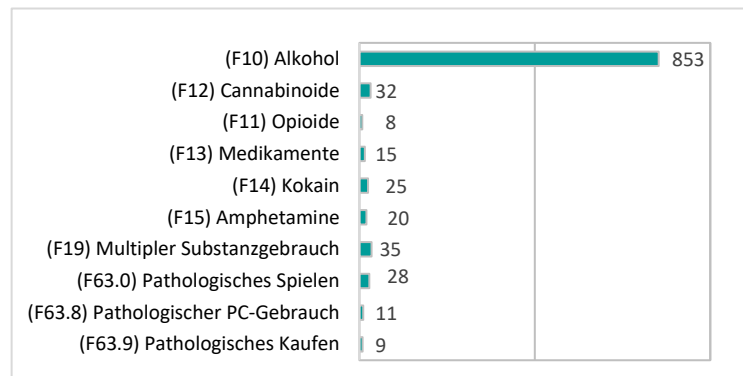 (F10) Alkohol 853
(F12) Cannabinoide 32
(F11) Opioide 8
(F13) Medikamente 15
(F14) Kokain 25
(F15) Amphetamine 20
(F19) Multipler Substanzgebrauch 35
(F63.0) Pathologisches Spielen 28
(F63.8) Pathologischer PC-Gebrauch 11
(F63.9) Pathologisches Kaufen 9